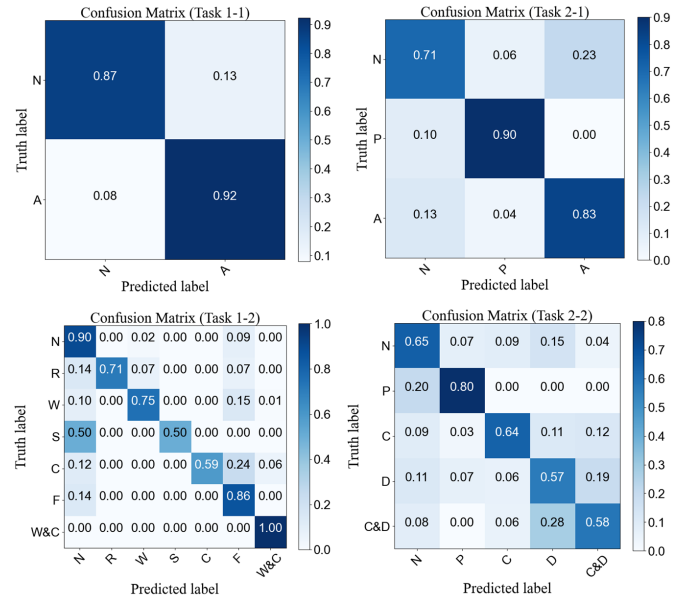 Confusion Matrix (Task 1-1)
N 0.87 0.13
A 0.08 0.92
N A
Truth label
Predicted label
0.9
0.8
0.7
0.6
0.5
0.4
0.3
0.2
0.1
Confusion Matrix (Task 2-1)
N 0.71 0.06 0.23
P 0.10 0.90 0.00
A 0.13 0.04 0.83
N P A
Truth label
Predicted label
0.9
0.8
0.7
0.6
0.5
0.4
0.3
0.2
0.1
0.0
Confusion Matrix (Task 1-2)
N 0.90 0.00 0.02 0.00 0.00 0.09 0.00
R 0.14 0.71 0.07 0.00 0.00 0.07 0.00
W 0.10 0.00 0.75 0.00 0.00 0.15 0.01
S 0.50 0.00 0.00 0.50 0.00 0.00 0.00
C 0.12 0.00 0.00 0.00 0.59 0.24 0.06
F 0.14 0.00 0.00 0.00 0.00 0.86 0.00
W&C 0.00 0.00 0.00 0.00 0.00 0.00 1.00
N R W S C F W&C
Truth label
Predicted label
1.0
0.8
0.6
0.4
0.2
0.0
Confusion Matrix (Task 2-2)
N 0.65 0.07 0.09 0.15 0.04
P 0.20 0.80 0.00 0.00 0.00
C 0.09 0.03 0.64 0.11 0.12
D 0.11 0.07 0.06 0.57 0.19
C&D 0.08 0.00 0.06 0.28 0.58
N P C D C&D
Truth label
Predicted label
0.8
0.7
0.6
0.5
0.4
0.3
0.2
0.1
0.0